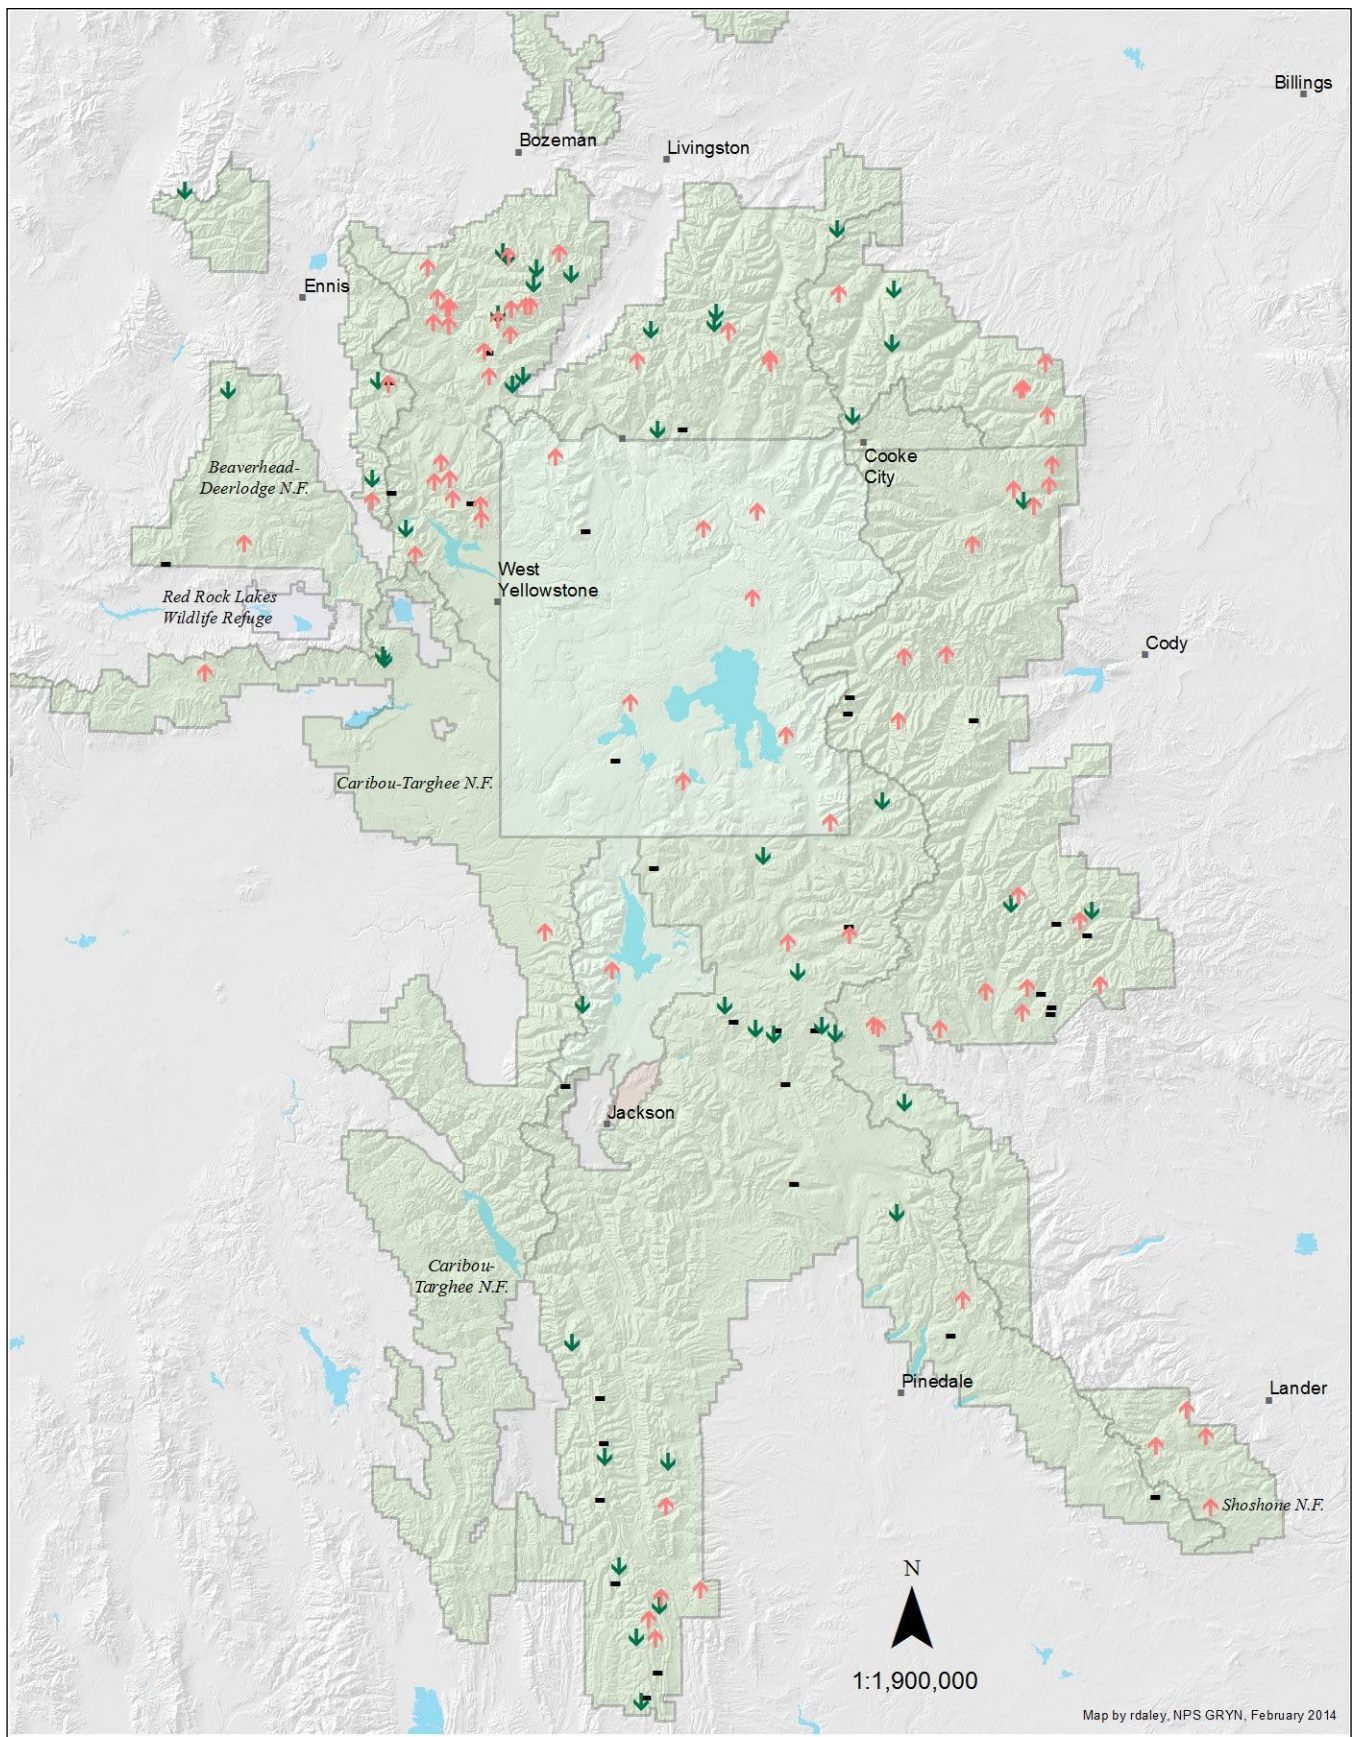 Billings
Bozeman
Livingston
Ennis
Beaverhead-
Deerlodge N.F.
Cooke
City
West
Yellowstone
Red Rock Lakes
Wildlife Refuge
Cody
Caribou-Targhee N.F.
Jackson
Caribou-
Targhee N.F.
Pinedale
Lander
Shoshone N.F.
N
1:1,900,000
Map by rdaley, NPS GRYN, February 2014